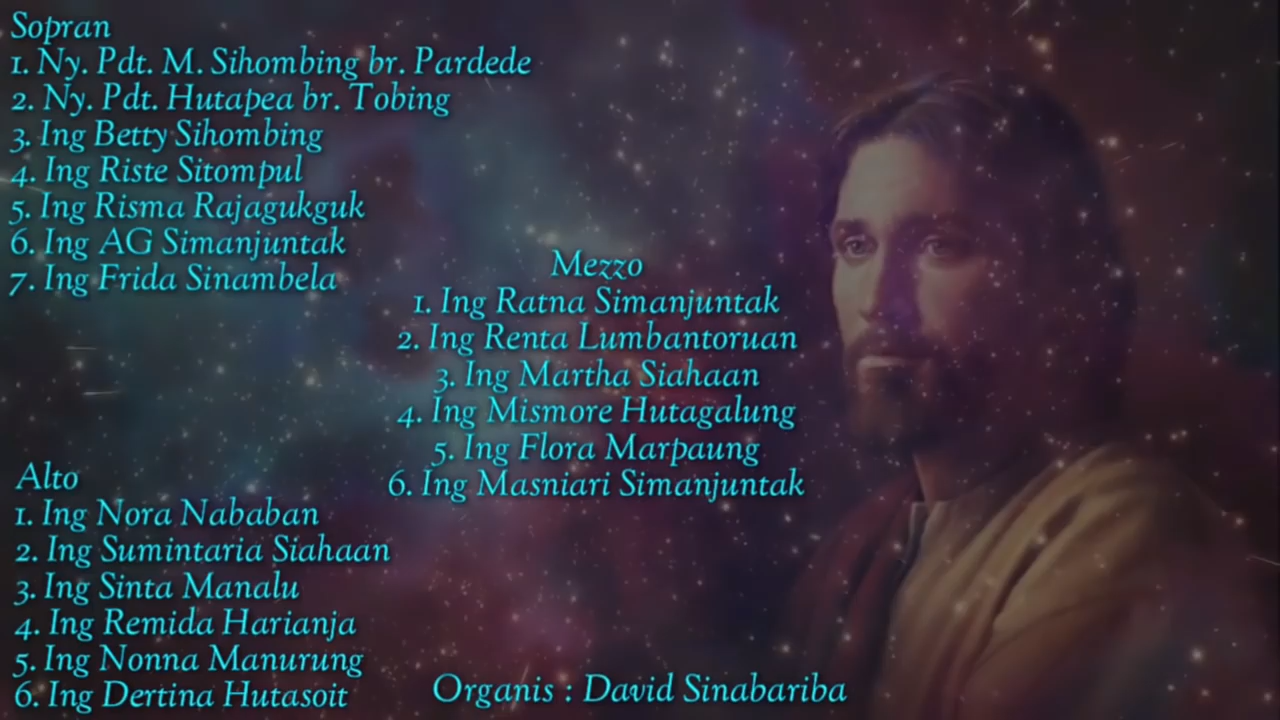 Sopran
1. Ny. Pdt. M. Sihombing br. Pardede
2. Ny. Pdt. Hutapea br. Tobing
3. Ing Betty Sihombing
4. Ing Riste Sitompul
5. Ing Risma Rajagukguk
6. Ing AG Simanjuntak
7. Ing Frida Sinambela
Mezzo
1. Ing Ratna Simanjuntak
2. Ing Renta Lumbantoruan
3. Ing Martha Siahaan
4. Ing Mismore Hutagalung
5. Ing Flora Marpaung
6. Ing Masniari Simanjuntak
Alto
1. Ing Nora Nababan
2. Ing Sumintaria Siahaan
3. Ing Sinta Manalu
4. Ing Remida Harianja
5. Ing Nonna Manurung
6. Ing Dertina Hutasoit
Organis : David Sinabariba